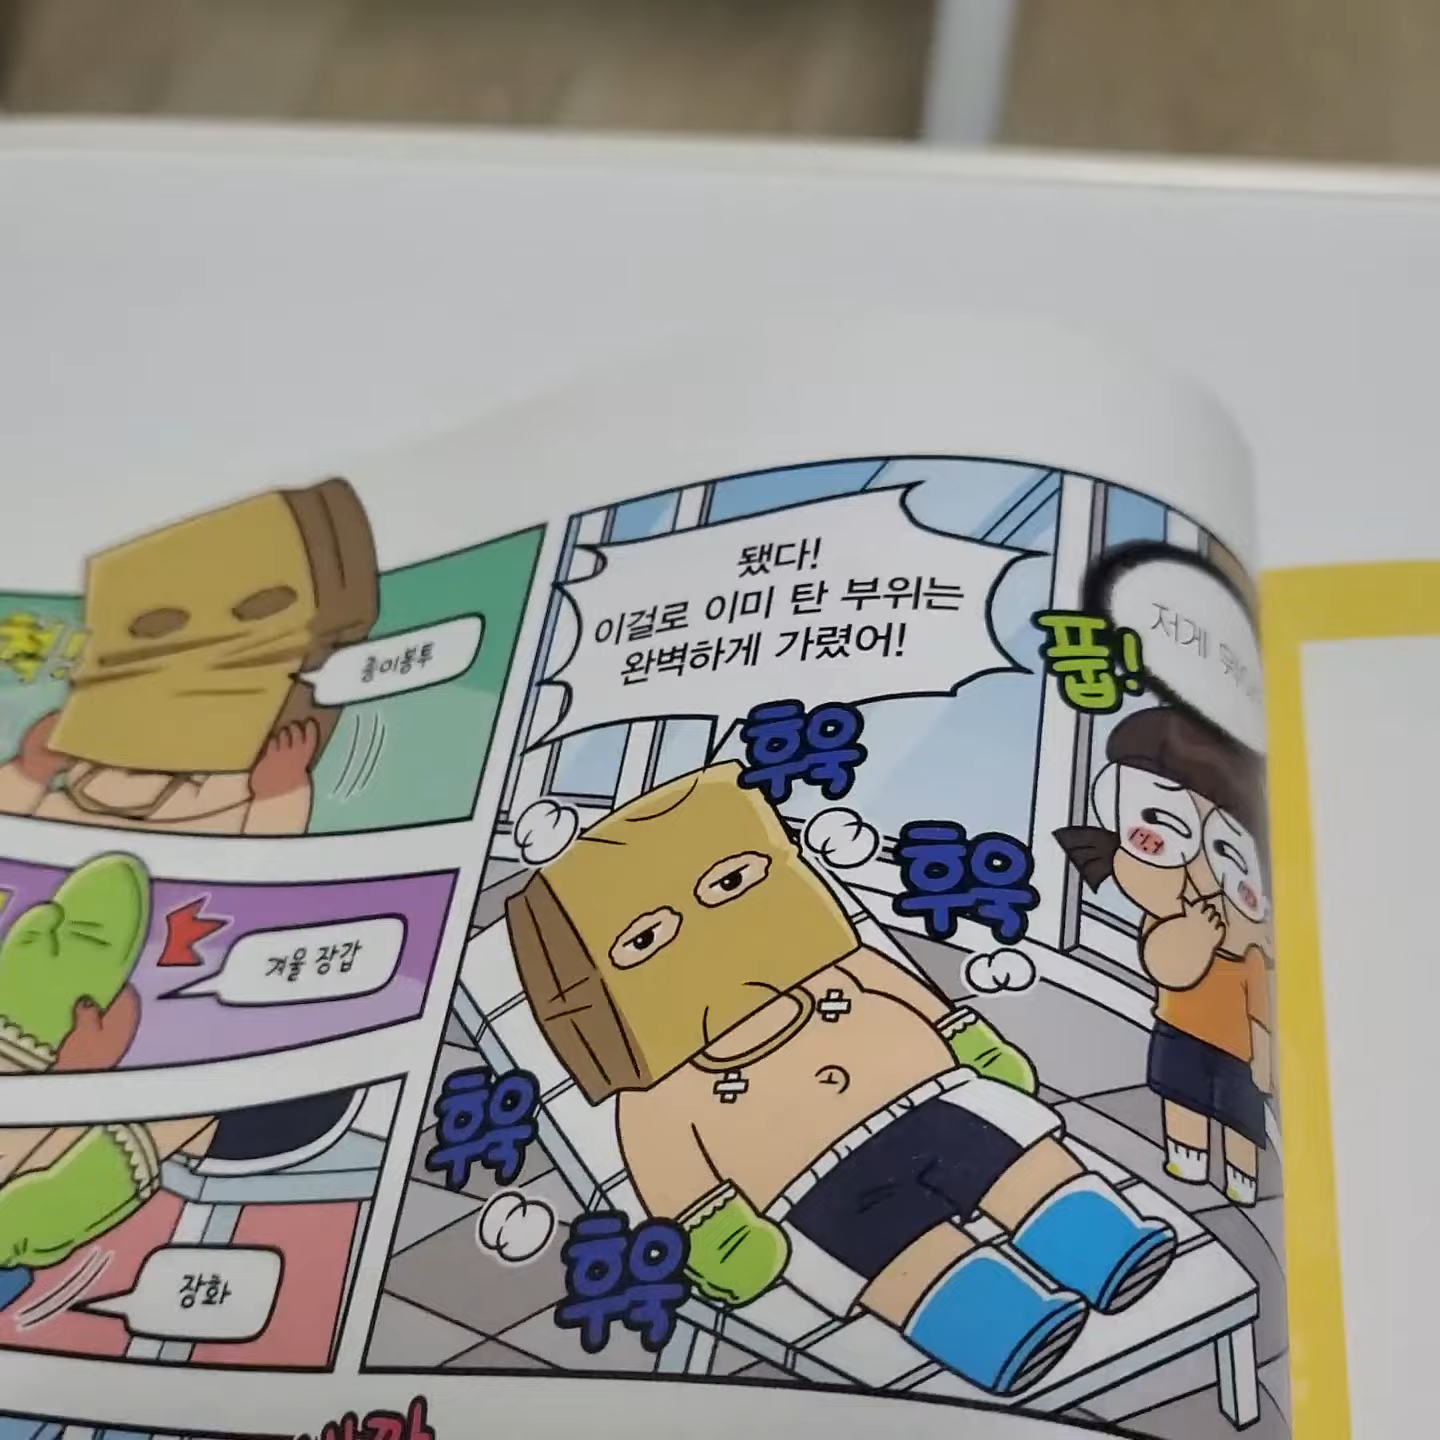 척!
종이봉투
겨울 장갑
장화
됐다!
이걸로 이미 탄 부위는
완벽하게 가렸어!
후욱
후욱
후욱
후욱
풉!
저게